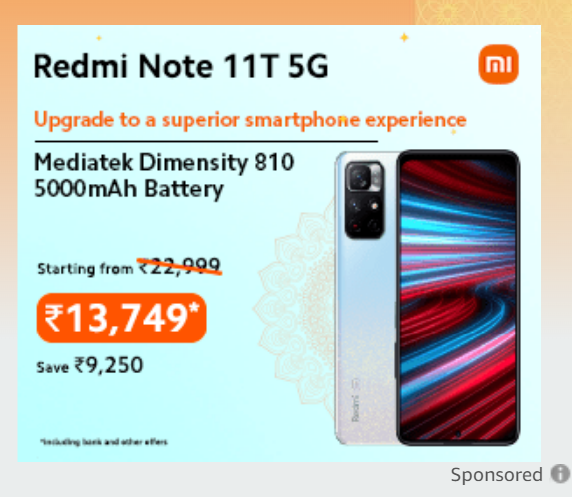 Redmi Note 11T 5G
mi
Upgrade to a superior smartphone experience
Mediatek Dimensity 810
5000mAh Battery
Starting from ₹22,999
₹13,749*
Save ₹9,250
Redmi 5G
*Including bank and other offers
Sponsored